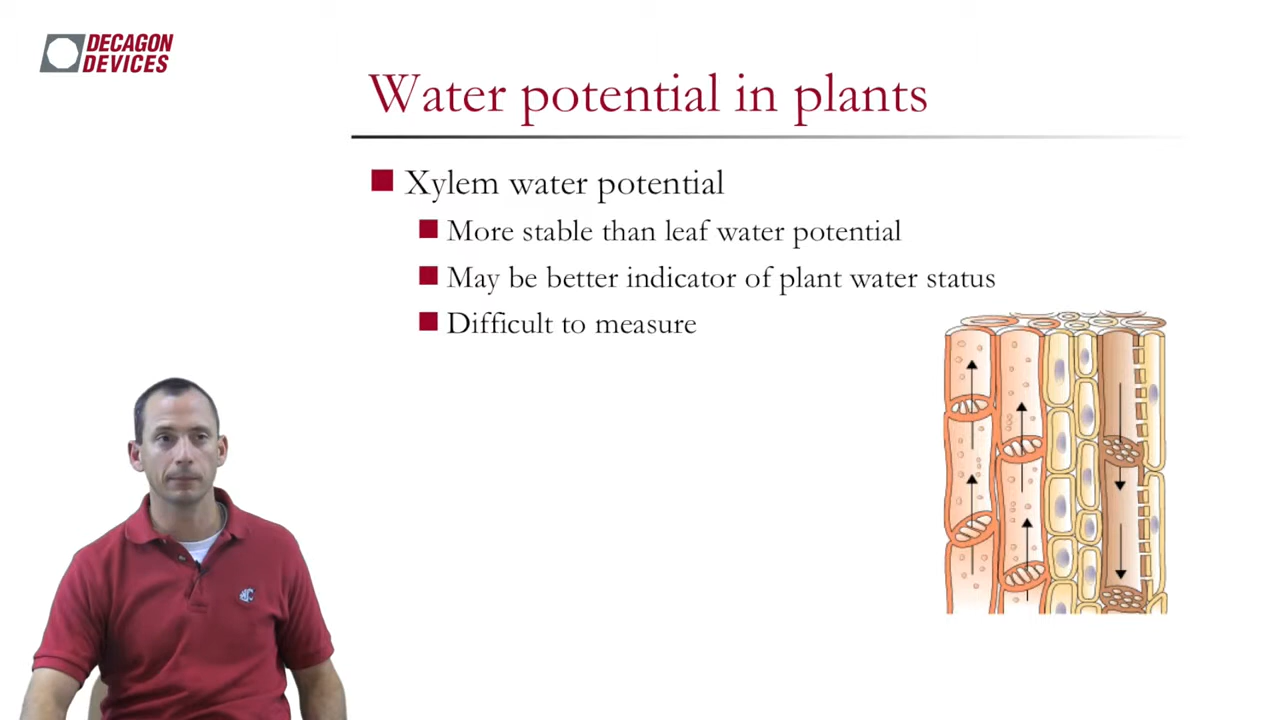 DECAGON
DEVICES
Water potential in plants
Xylem water potential
More stable than leaf water potential
May be better indicator of plant water status
Difficult to measure